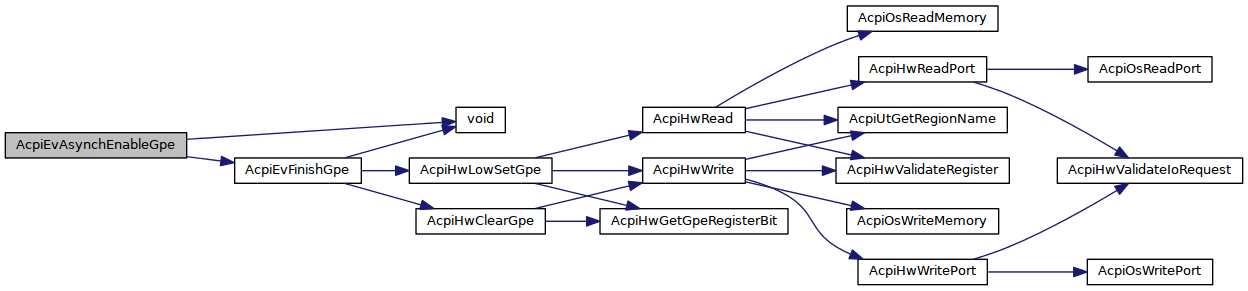 AcpiEvAsynchEnableGpe
void
AcpiEvFinishGpe
AcpiHwLowSetGpe
AcpiHwClearGpe
AcpiHwRead
AcpiHwWrite
AcpiHwGetGpeRegisterBit
AcpiOsReadMemory
AcpiHwReadPort
AcpiUtGetRegionName
AcpiHwValidateRegister
AcpiOsWriteMemory
AcpiHwWritePort
AcpiOsReadPort
AcpiHwValidateIoRequest
AcpiOsWritePort